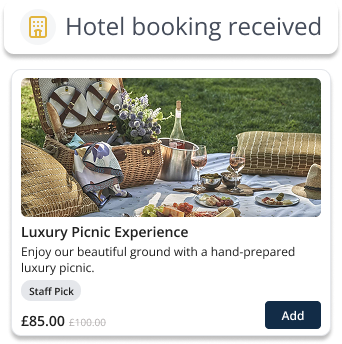 Hotel booking received
Luxury Picnic Experience
Enjoy our beautiful ground with a hand-prepared
luxury picnic.
Staff Pick
£85.00 £100.00
Add